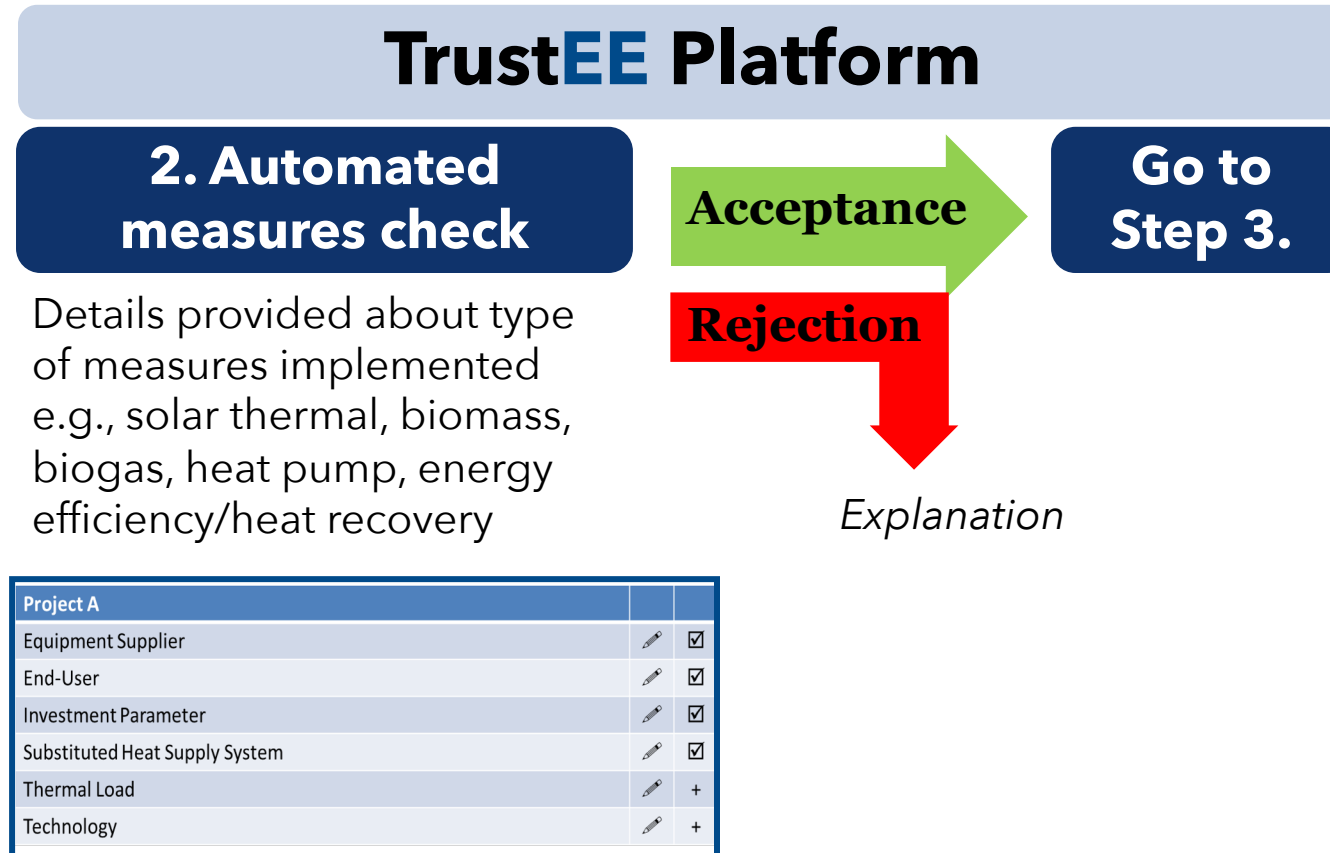 TrustEE Platform
2. Automated
measures check
Acceptance
Go to
Step 3.
Rejection
Details provided about type
of measures implemented
e.g., solar thermal, biomass,
biogas, heat pump, energy
efficiency/heat recovery
Explanation
Project A
Equipment Supplier
End-User
Investment Parameter
Substituted Heat Supply System
Thermal Load +
Technology +